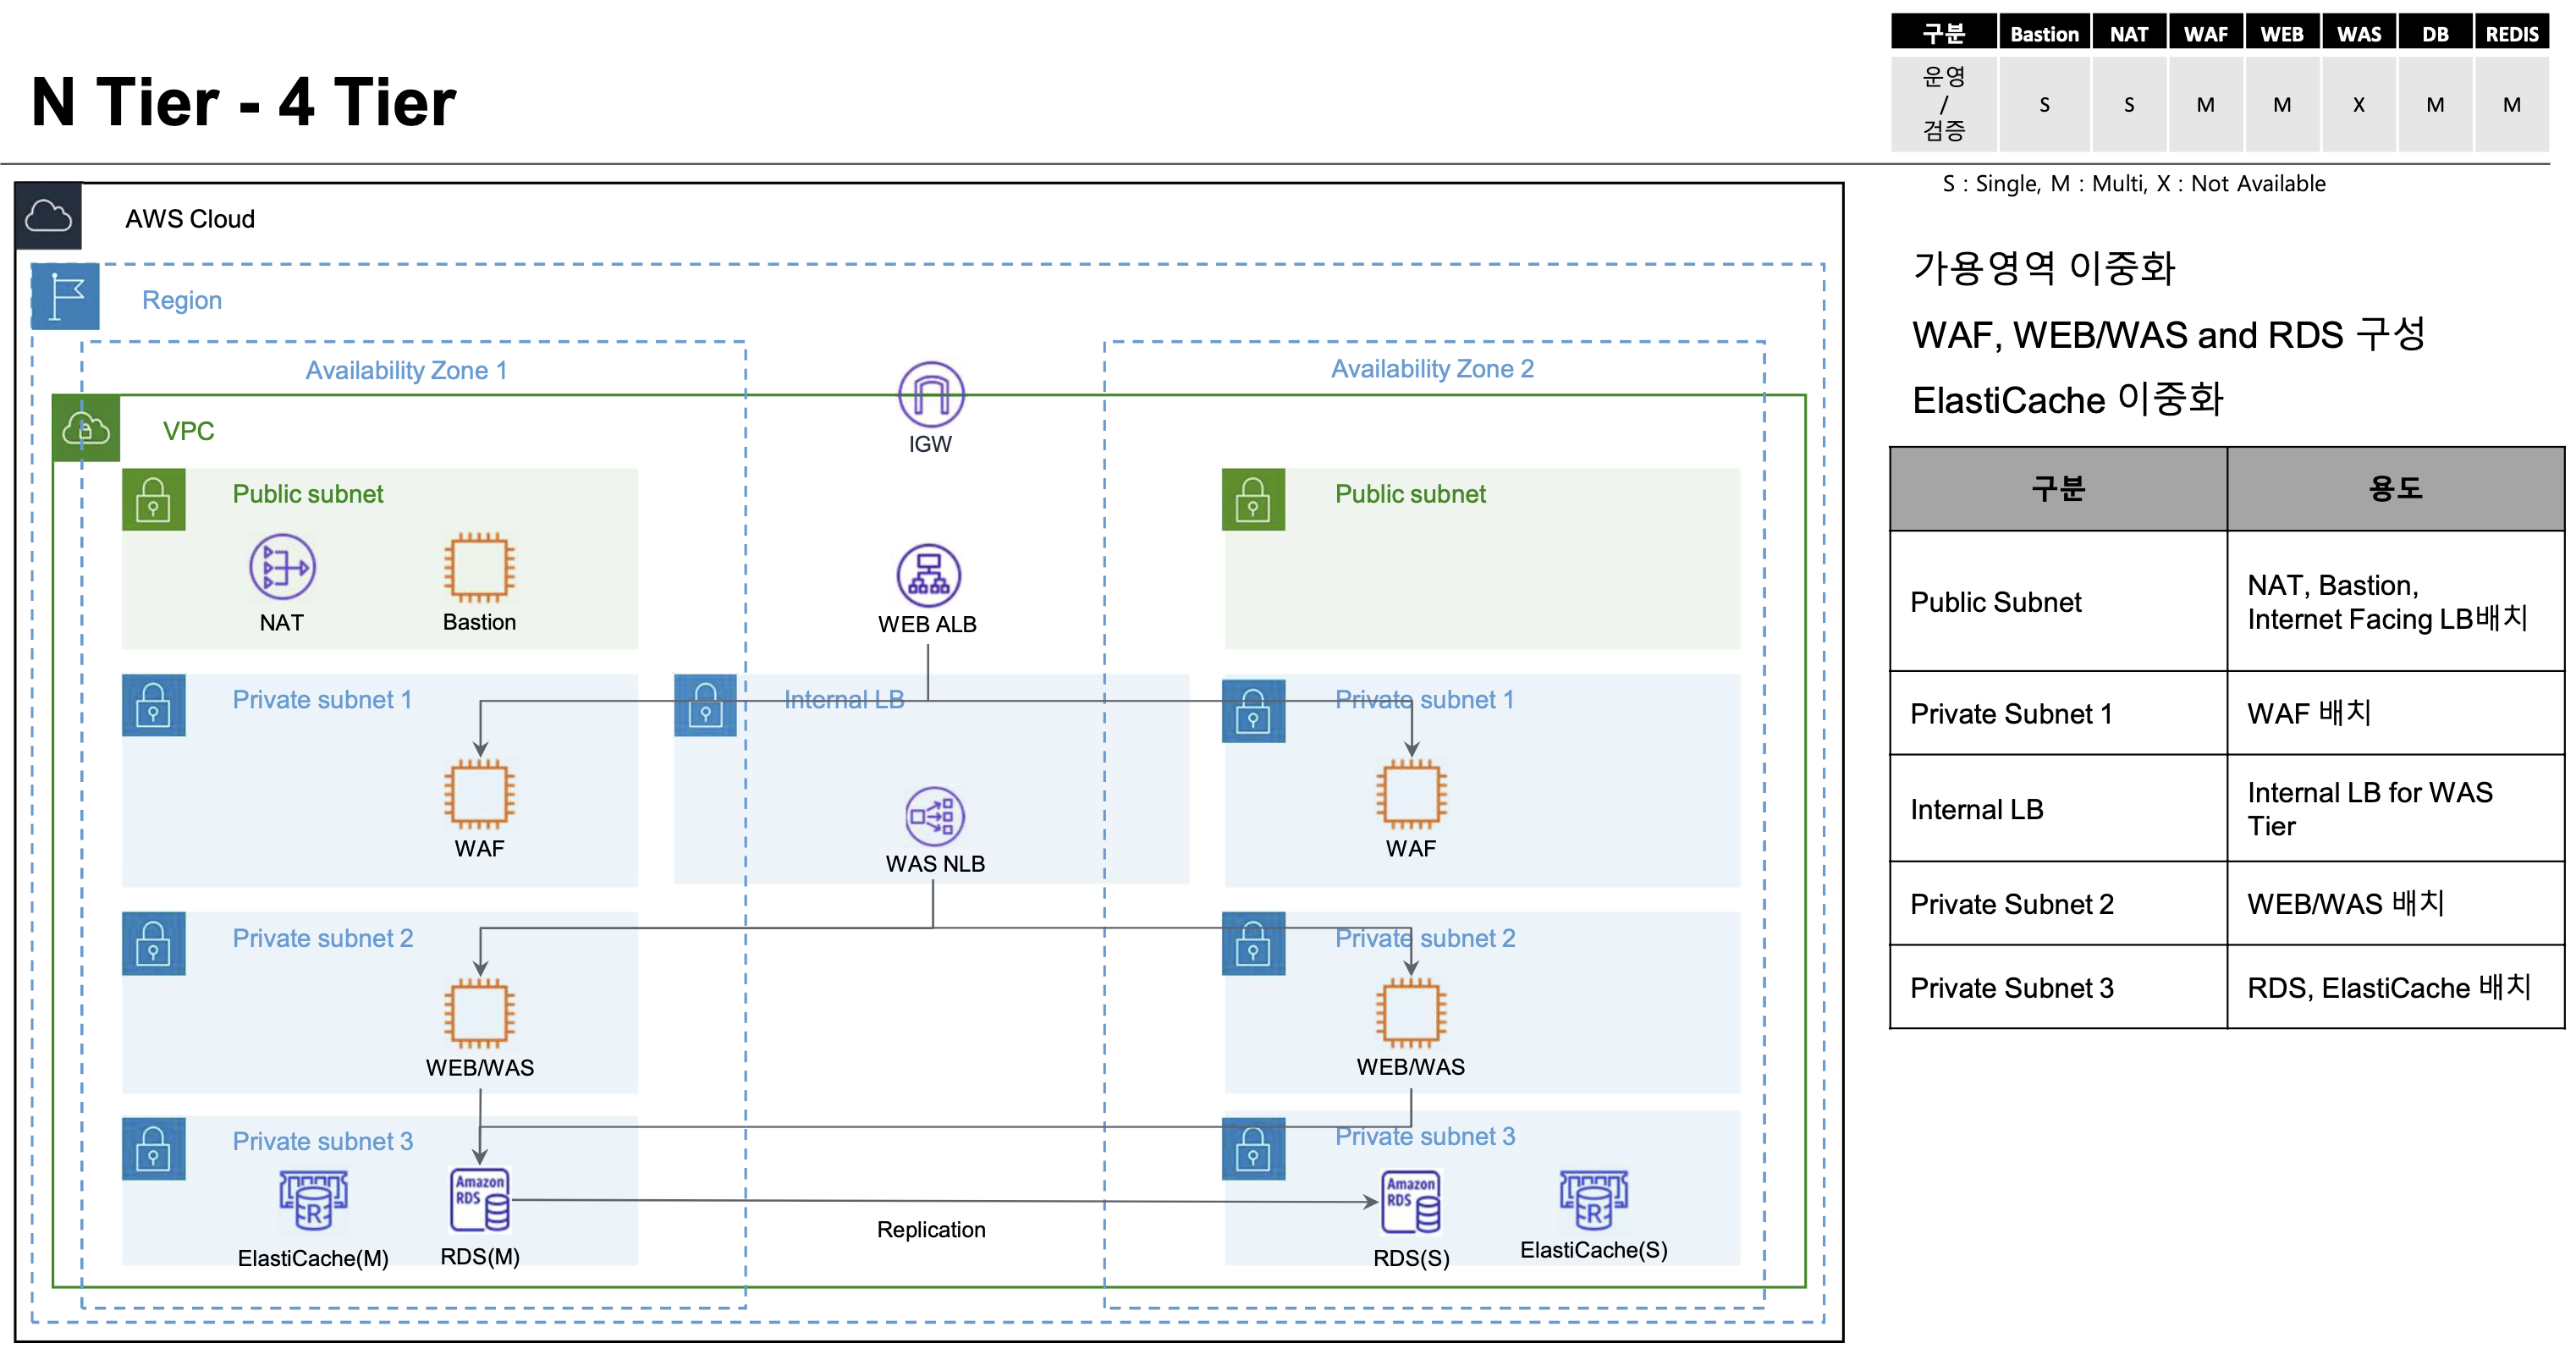 N Tier - 4 Tier
구분 Bastion NAT WAF WEB WAS DB REDIS
운영
/
검증
S S M M X M M
S : Single, M : Multi, X : Not Available
AWS Cloud
Region
Availability Zone 1
Availability Zone 2
IGW
VPC
Public subnet
Public subnet
NAT
Bastion
WEB ALB
Private subnet 1
Internal LB
Private subnet 1
WAF
WAS NLB
WAF
Private subnet 2
Private subnet 2
WEB/WAS
WEB/WAS
Private subnet 3
Private subnet 3
R
Amazon
RDS
Amazon
RDS
R
Replication
ElastiCache(M)
RDS(M)
RDS(S)
ElastiCache(S)
가용영역 이중화
WAF, WEB/WAS and RDS 구성
ElastiCache 이중화
구분 용도
Public Subnet
NAT, Bastion,
Internet Facing LB배치
Private Subnet 1 WAF 배치
Internal LB
Internal LB for WAS
Tier
Private Subnet 2 WEB/WAS 배치
Private Subnet 3 RDS, ElastiCache 배치